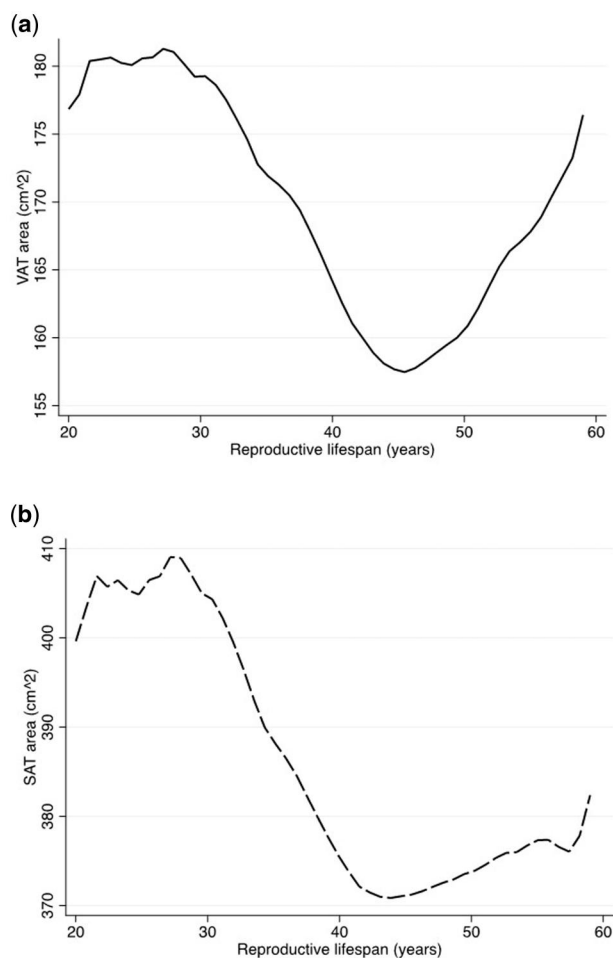 (a)
180
175
170
165
160
155
VAT area (cm^2)
20 30 40 50 60
Reproductive lifespan (years)
(b)
410
400
390
380
370
SAT area (cm^2)
20 30 40 50 60
Reproductive lifespan (years)